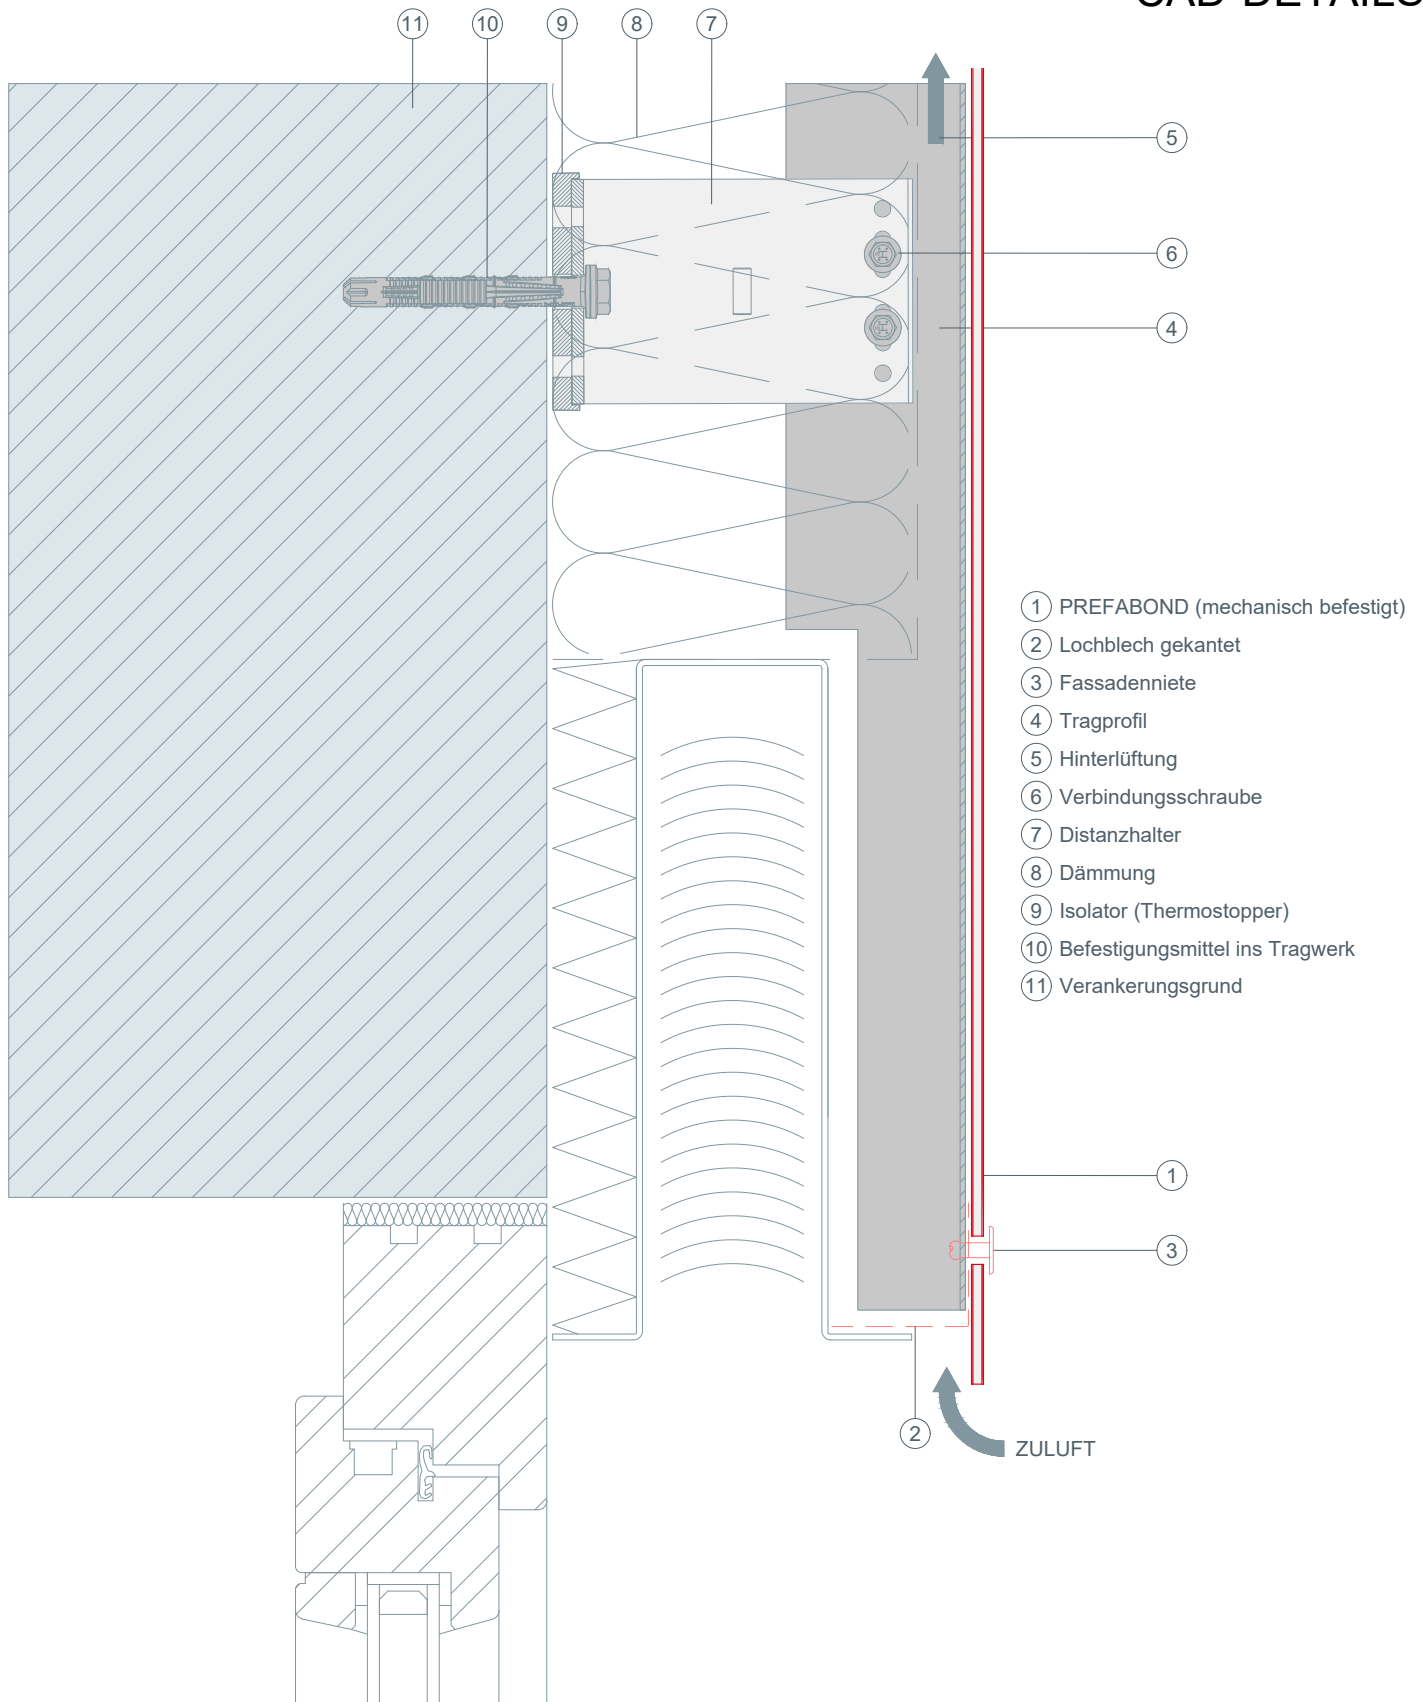 CAD-DETAILS
11
10
9
8
7
5
6
4
1 PREFABOND (mechanisch befestigt)
2 Lochblech gekantet
3 Fassadenniete
4 Tragprofil
5 Hinterlüftung
6 Verbindungsschraube
7 Distanzhalter
8 Dämmung
9 Isolator (Thermostopper)
10 Befestigungsmittel ins Tragwerk
11 Verankerungsgrund
1
3
2
ZULUFT